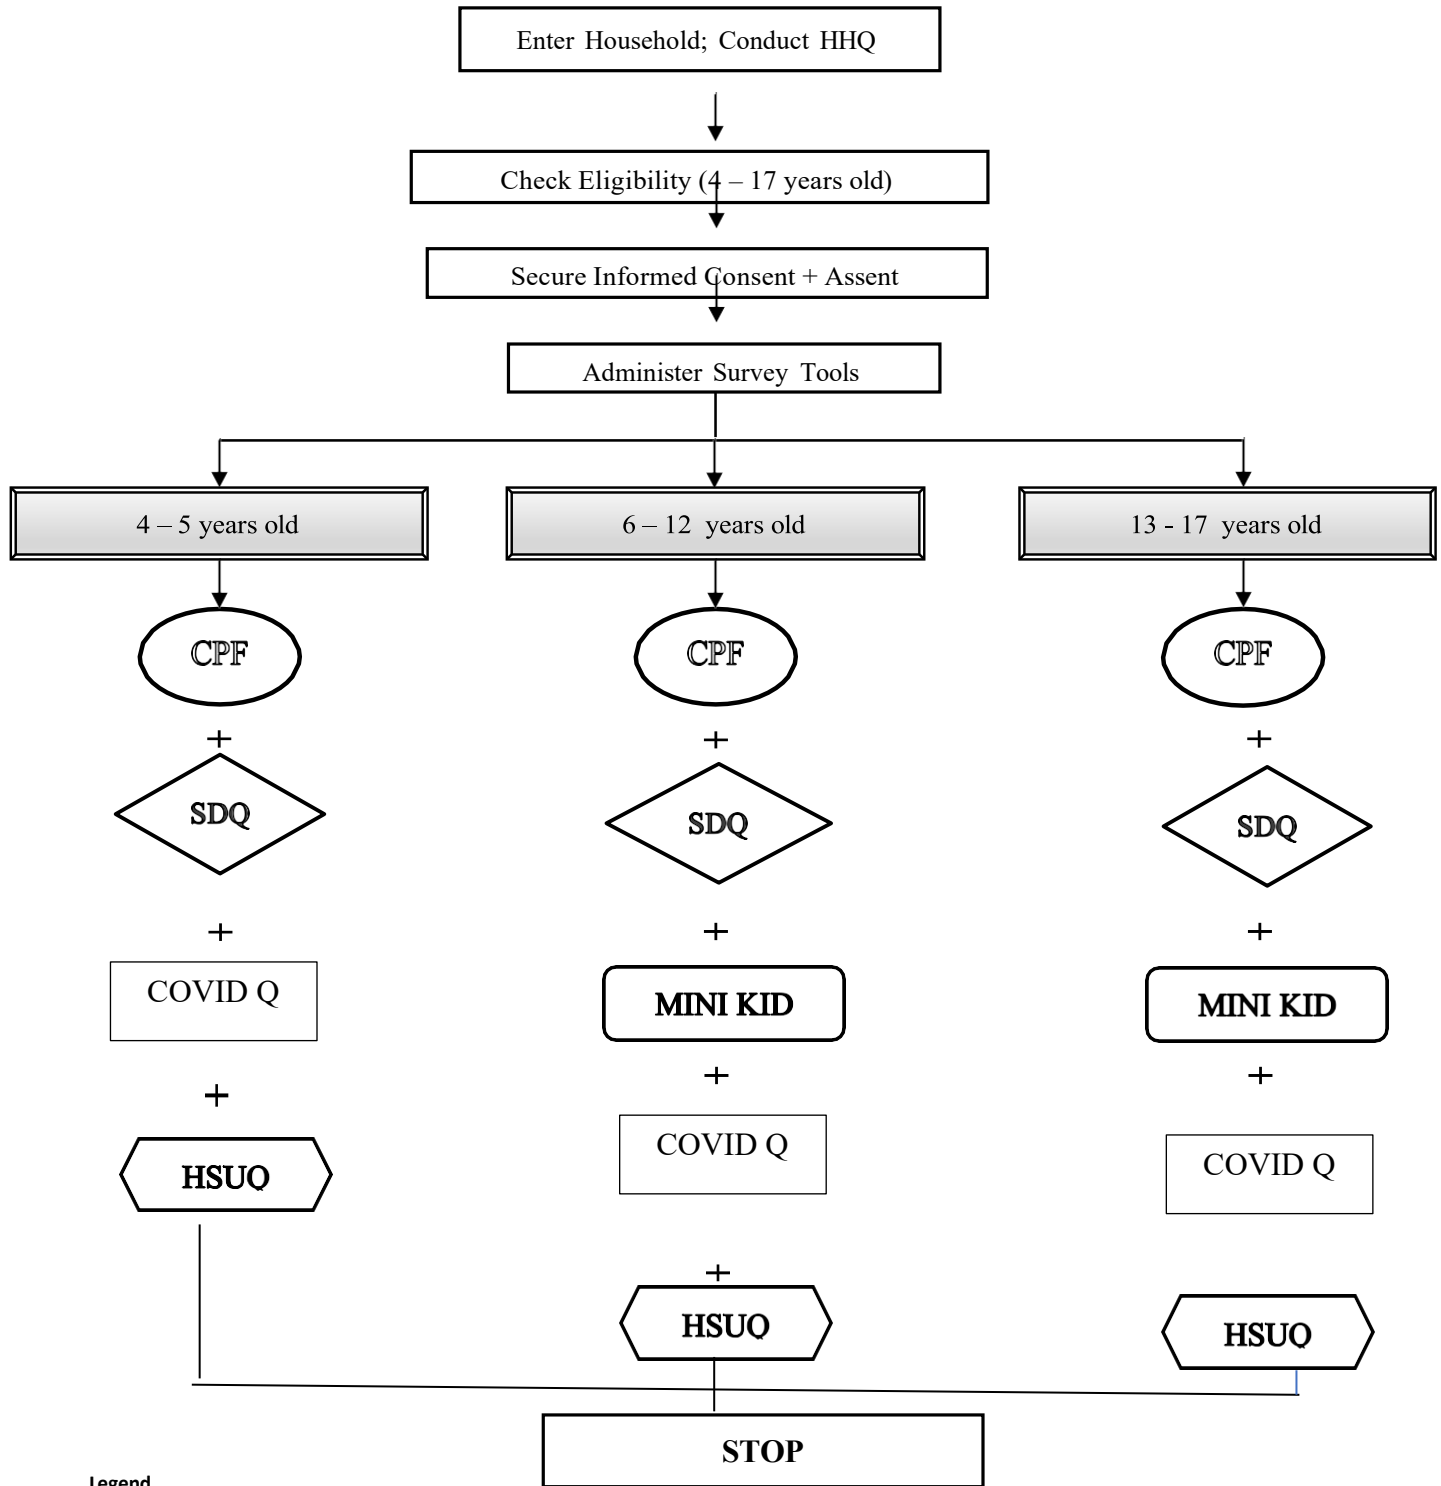 Enter Household; Conduct HHQ
Check Eligibility (4 – 17 years old)
Secure Informed Consent + Assent
Administer Survey Tools
4 – 5 years old
6 – 12 years old
13 - 17 years old
CPF
CPF
CPF
+
+
+
SDQ
SDQ
SDQ
+
+
+
COVID Q
MINI KID
MINI KID
+
+
+
COVID Q
COVID Q
HSUQ
+
HSUQ
HSUQ
STOP
Legend